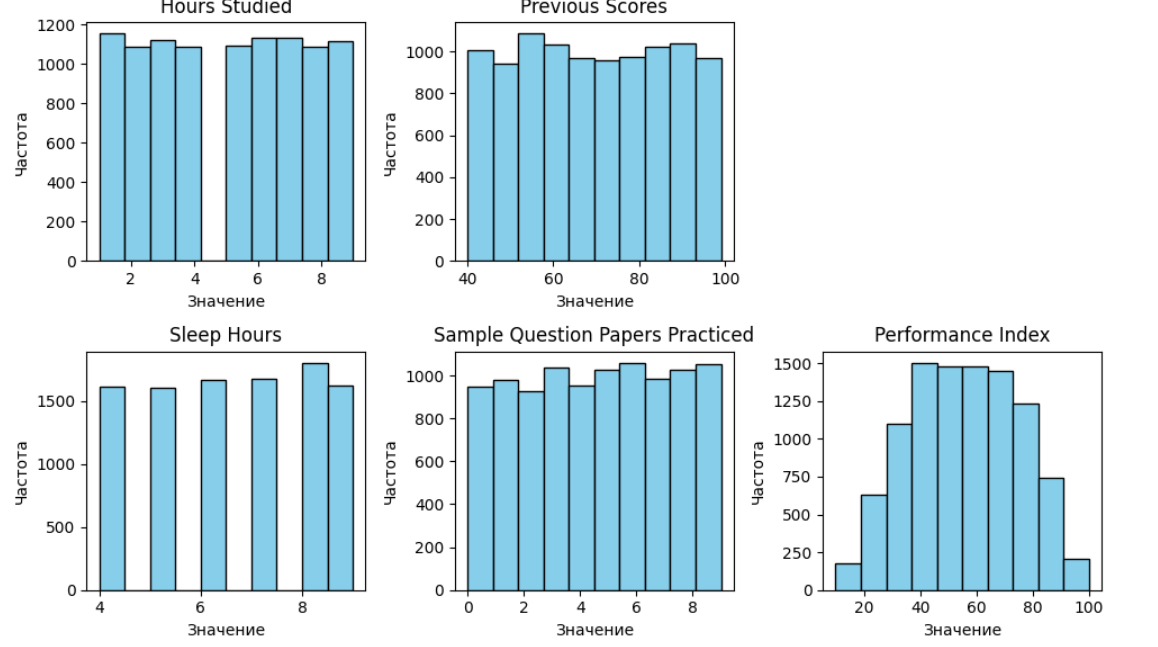 Hours Studied
1200
1000
800
600
400
200
0
Частота
2 4 6 8
Значение
Previous Scores
1000
800
600
400
200
0
Частота
40 60 80 100
Значение
Sleep Hours
1500
1000
500
0
Частота
4 6 8
Значение
Sample Question Papers Practiced
1000
800
600
400
200
0
Частота
0 2 4 6 8
Значение
Performance Index
1500
1250
1000
750
500
250
0
Частота
20 40 60 80 100
Значение